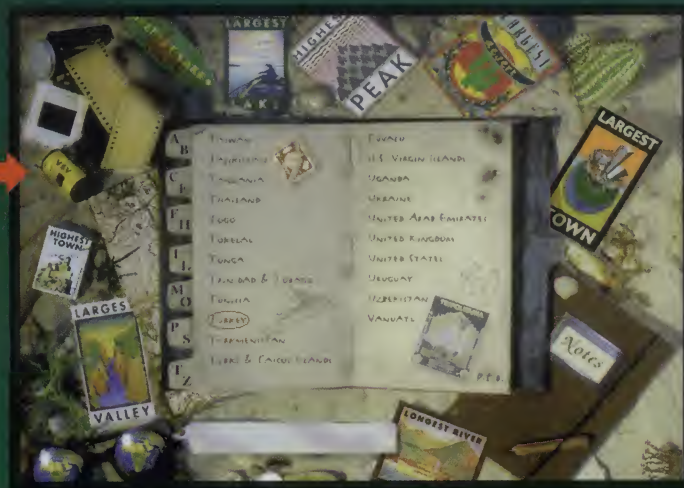 LARGEST
LAKE
HIGHEST
PEAK
LARGEST
LARGEST
TOWN
KEY
HIGHEST
TOWN
LARGES
VALLEY
A
B
C
E
F
H
I
L
M
O
P
S
T
Z
TAIWAN
TAJIKISTAN
TANZANIA
THAILAND
TOGO
TOKELAU
TONGA
TRINIDAD & TOBAGO
TUNISIA
TURKEY
TURKMENISTAN
TURKS & CAICOS ISLANDS
TUVALU
U.S. VIRGIN ISLANDS
UGANDA
UKRAINE
UNITED ARAB EMIRATES
UNITED KINGDOM
UNITED STATES
URUGUAY
UZBEKISTAN
VANUATU
P.T.O.
Notes
LONGEST RIVER